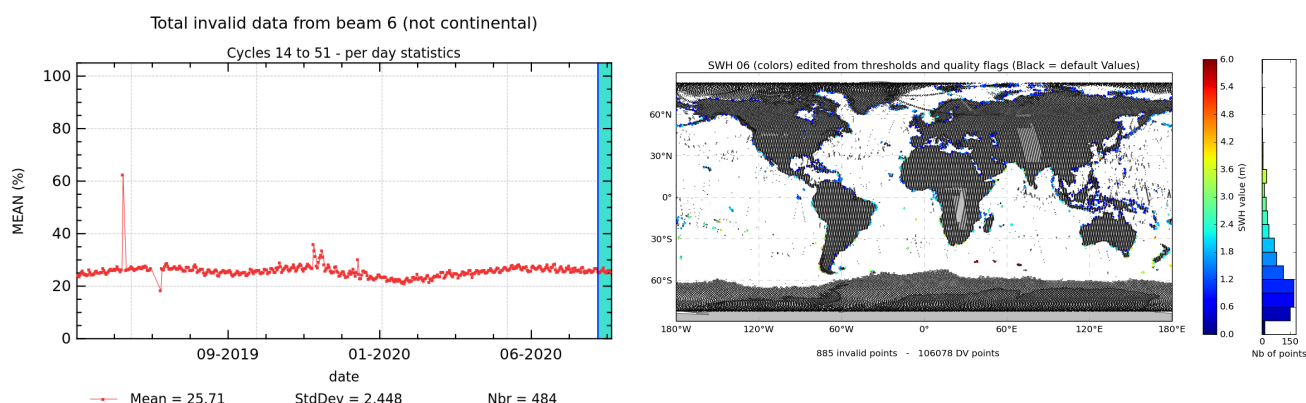 Total invalid data from beam 6 (not continental)
Cycles 14 to 51 - per day statistics
100
80
60
40
20
0
MEAN (%)
09-2019
01-2020
06-2020
date
Mean = 25.71
StdDev = 2.448
Nbr = 484
SWH 06 (colors) edited from thresholds and quality flags (Black = default Values)
60°N
30°N
0°
30°S
60°S
180°W
120°W
60°W
0°
60°E
120°E
180°E
885 invalid points - 106078 DV points
6.0
5.4
4.8
4.2
3.6
3.0
2.4
1.8
1.2
0.6
0.0
SWH value (m)
0
150
Nb of points